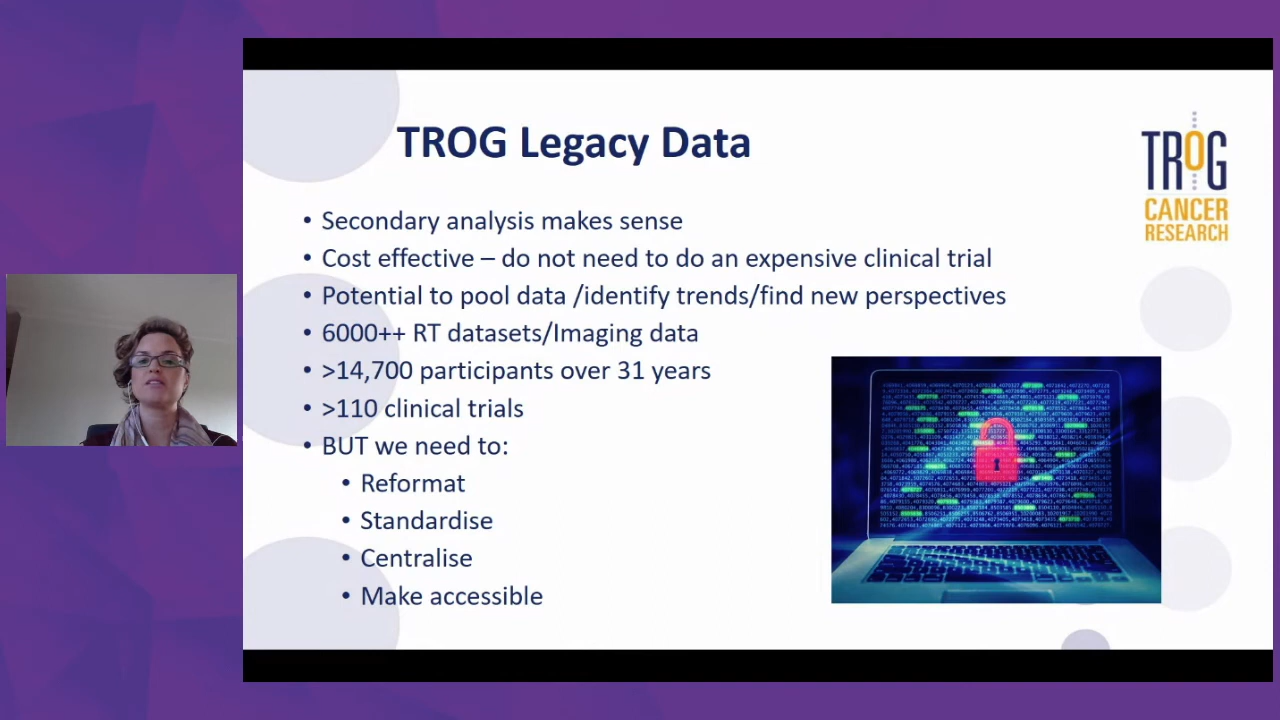 TROG Legacy Data
• Secondary analysis makes sense
• Cost effective – do not need to do an expensive clinical trial
• Potential to pool data /identify trends/find new perspectives
• 6000++ RT datasets/Imaging data
• >14,700 participants over 31 years
• >110 clinical trials
• BUT we need to:
• Reformat
• Standardise
• Centralise
• Make accessible
TROG
CANCER
RESEARCH